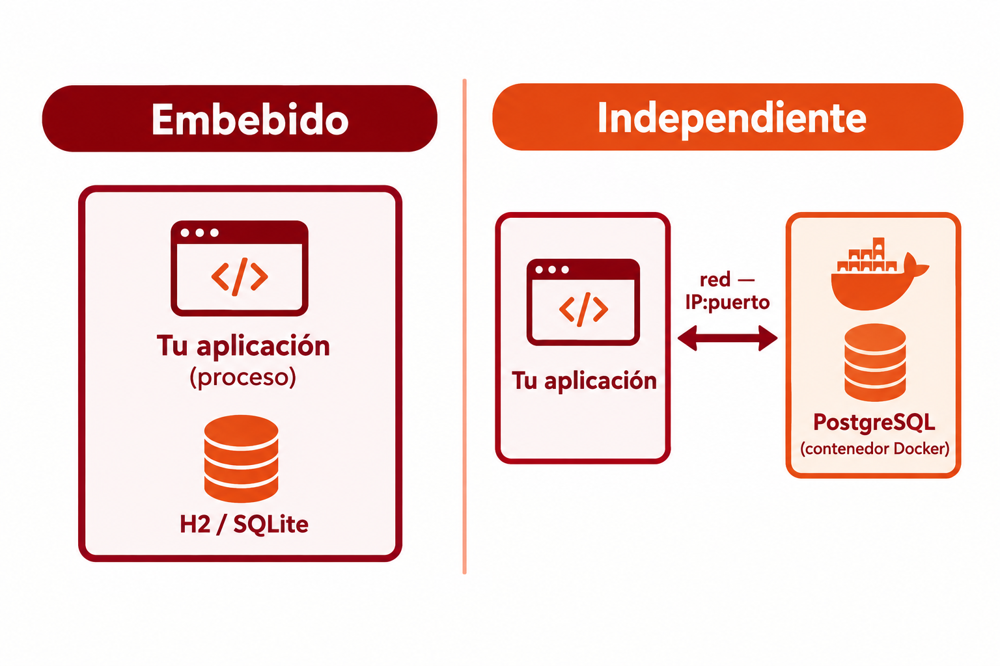 Embebido
</>
Tu aplicación
(proceso)
H2 / SQLite
Independiente
</>
Tu aplicación
red —
IP:puerto
PostgreSQL
(contenedor Docker)